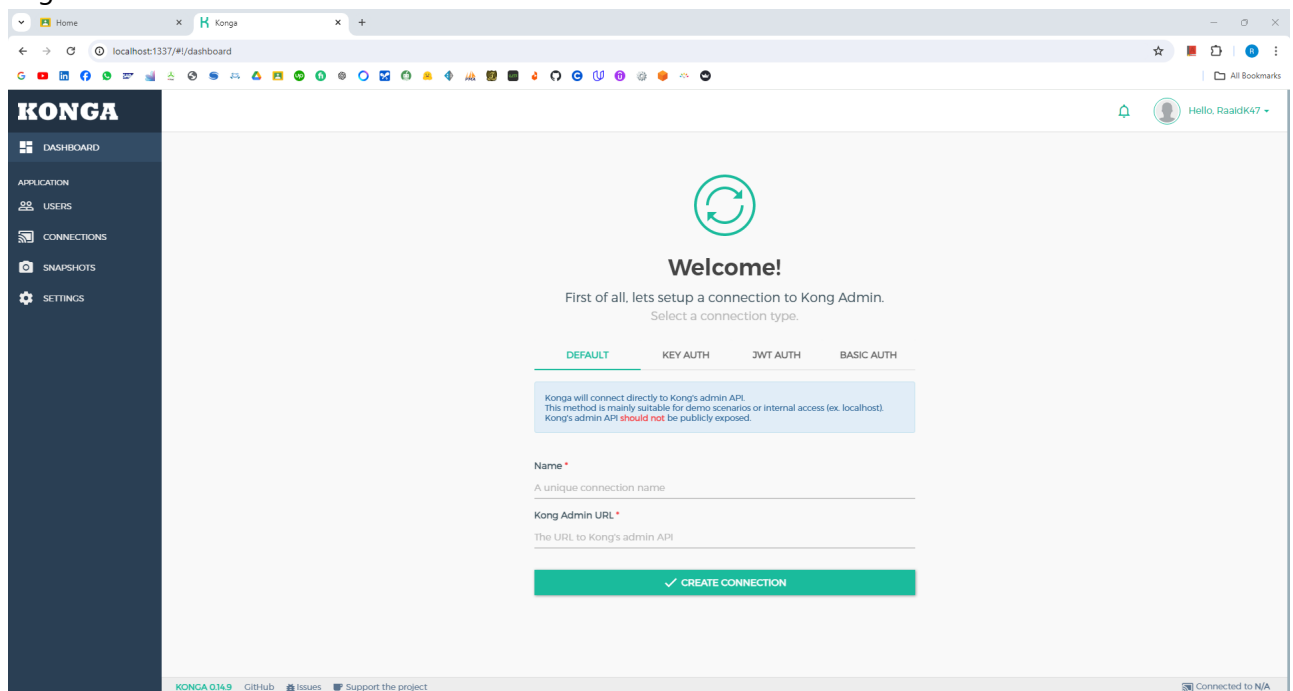 Home
Konga
localhost:1337/#!/dashboard
All Bookmarks
KONGA
Hello, RaaidK47
DASHBOARD
APPLICATION
USERS
CONNECTIONS
SNAPSHOTS
SETTINGS
Welcome!
First of all, lets setup a connection to Kong Admin.
Select a connection type.
DEFAULT KEY AUTH JWT AUTH BASIC AUTH
Konga will connect directly to Kong's admin API.
This method is mainly suitable for demo scenarios or internal access (ex. localhost).
Kong's admin API should not be publicly exposed.
Name *
A unique connection name
Kong Admin URL *
The URL to Kong's admin API
CREATE CONNECTION
KONGA 0.14.9 GitHub Issues Support the project
Connected to N/A